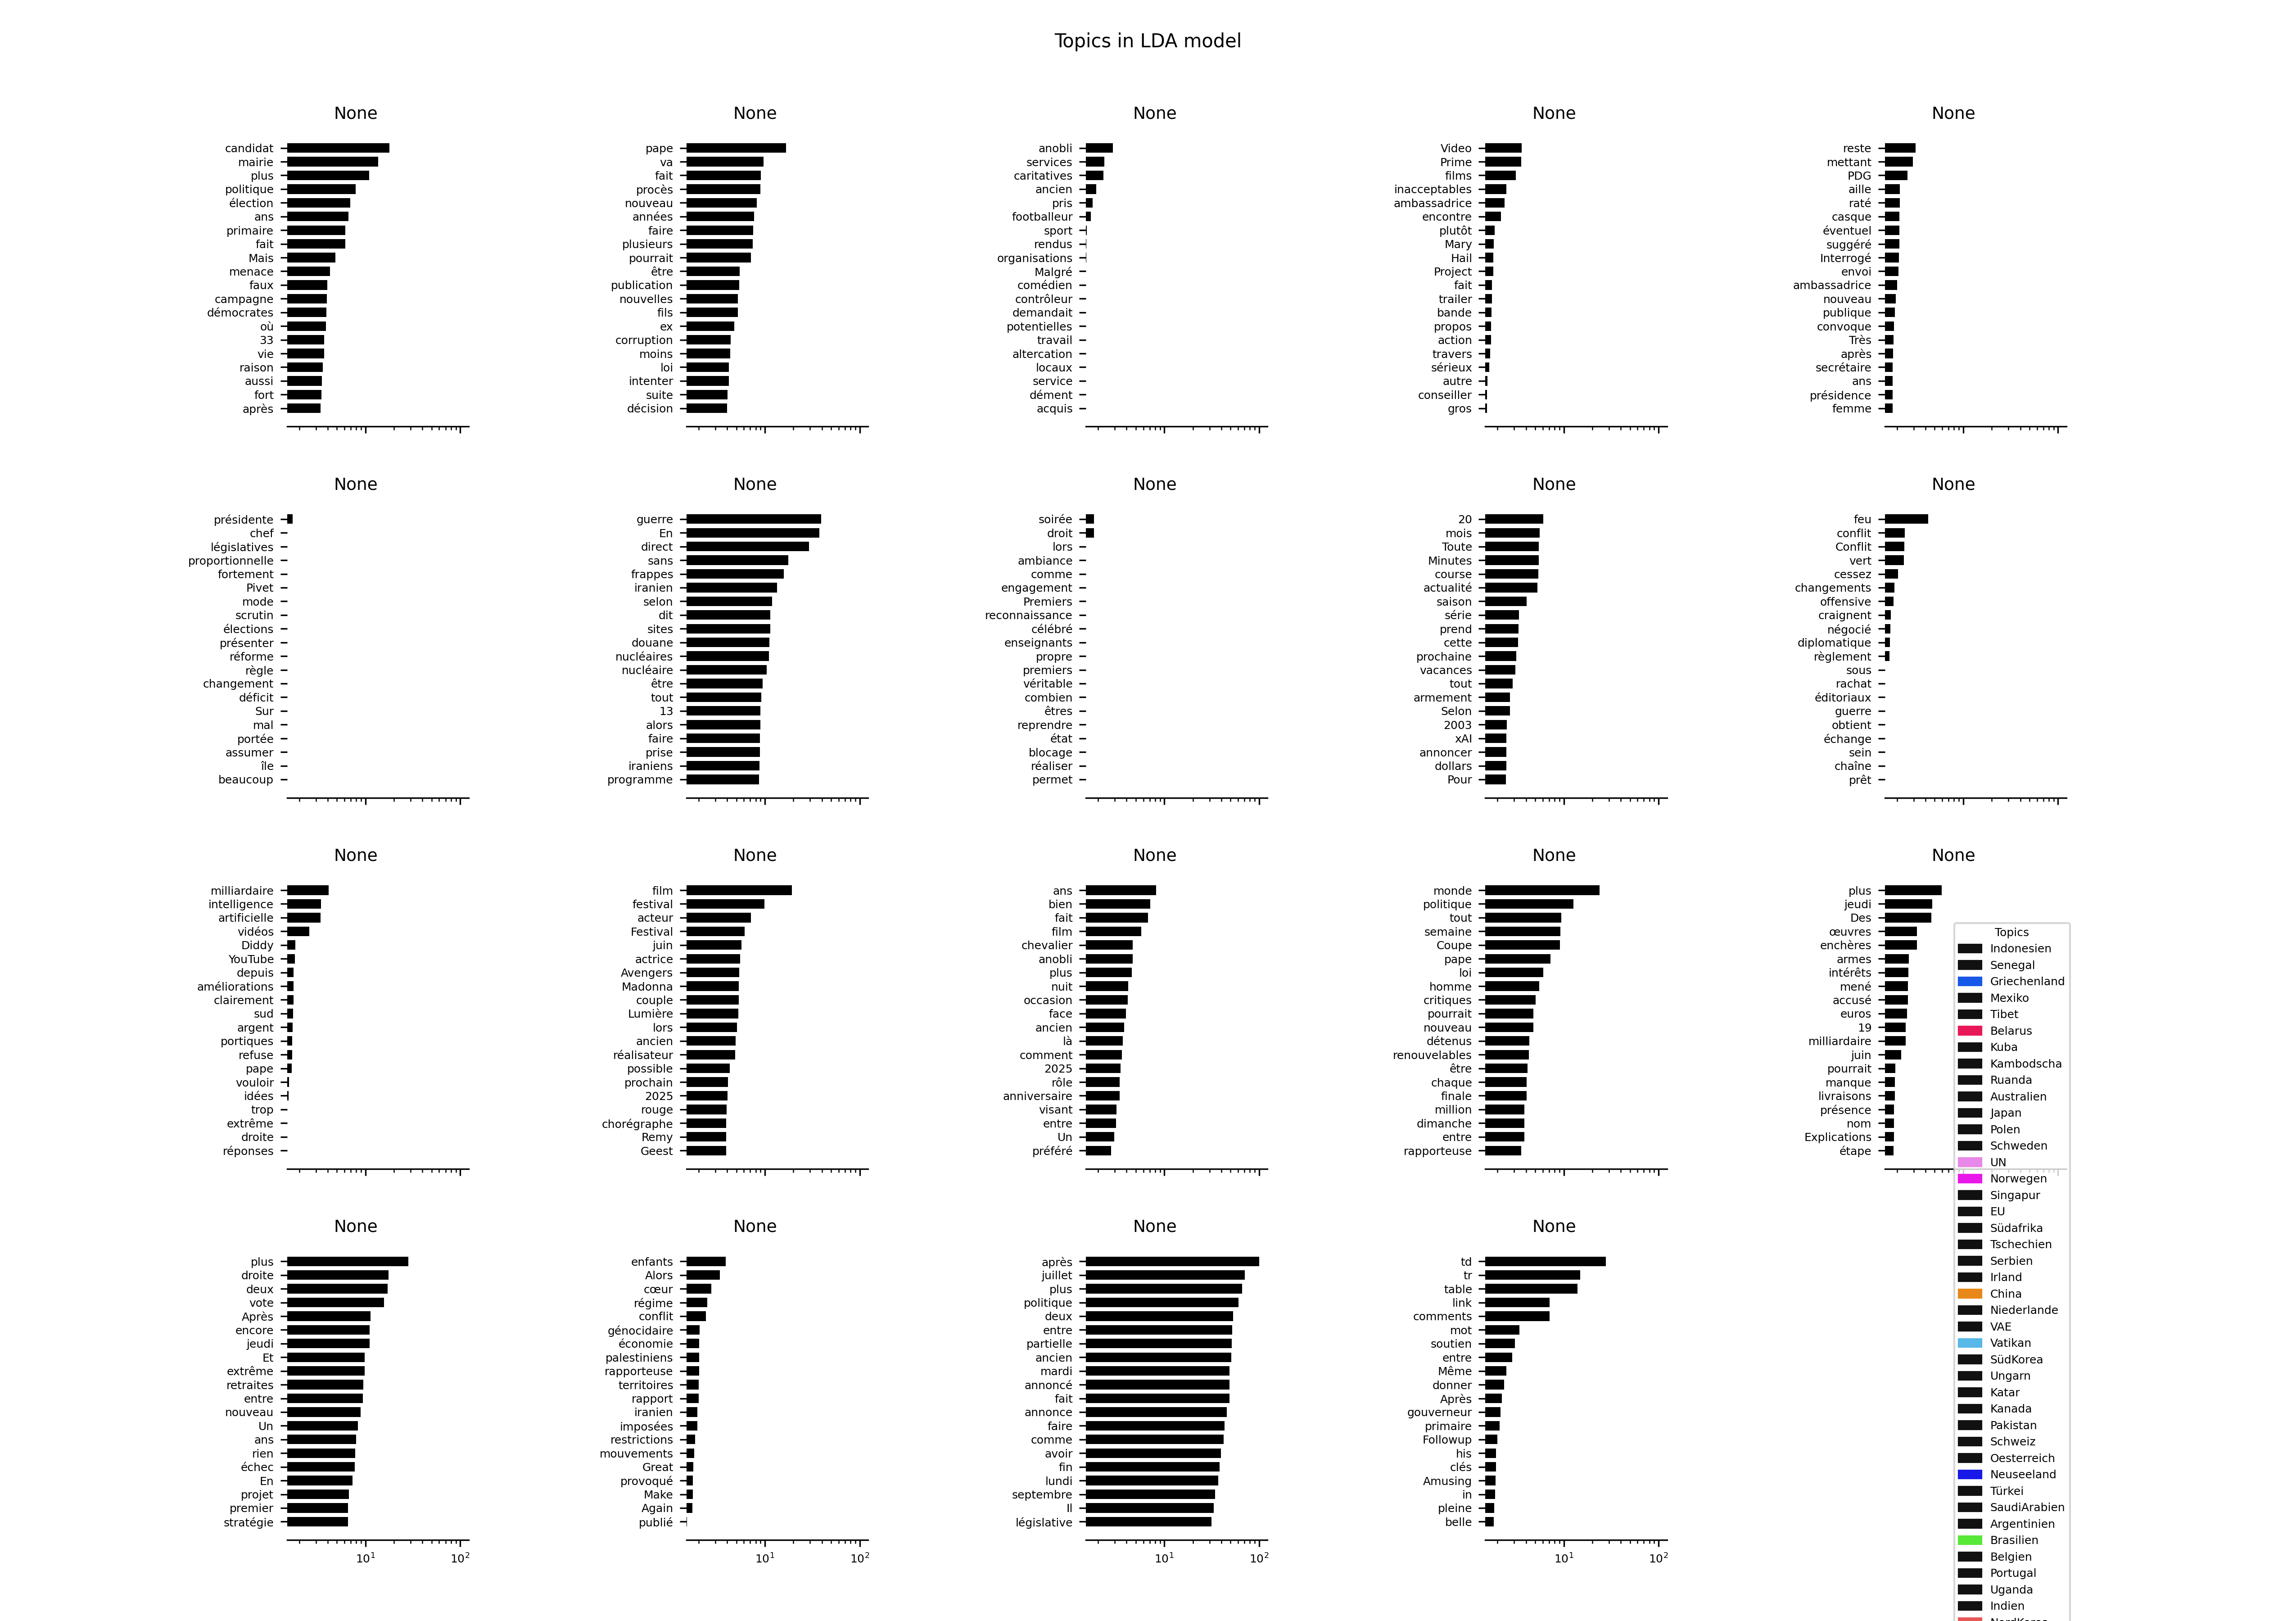 Topics in LDA model
None
candidat
mairie
plus
politique
élection
ans
primaire
fait
Mais
menace
faux
campagne
démocrates
où
33
vie
raison
aussi
fort
après
None
pape
va
fait
procès
nouveau
années
faire
plusieurs
pourrait
être
publication
nouvelles
fils
ex
corruption
moins
loi
intenter
suite
décision
None
anobli
services
caritatives
ancien
pris
footballeur
sport
rendus
organisations
Malgré
comédien
contrôleur
demandait
potentielles
travail
altercation
locaux
service
dément
acquis
None
Video
Prime
films
inacceptables
ambassadrice
encontre
plutôt
Mary
Hail
Project
fait
trailer
bande
propos
action
travers
sérieux
autre
conseiller
gros
None
reste
mettant
PDG
aille
raté
casque
éventuel
suggéré
Interrogé
envoi
ambassadrice
nouveau
publique
convoque
Très
après
secrétaire
ans
présidence
femme
None
présidente
chef
législatives
proportionnelle
fortement
Pivet
mode
scrutin
élections
présenter
réforme
règle
changement
déficit
Sur
mal
portée
assumer
île
beaucoup
None
guerre
En
direct
sans
frappes
iranien
selon
dit
sites
douane
nucléaires
nucléaire
être
tout
13
alors
faire
prise
iraniens
programme
None
soirée
droit
lors
ambiance
comme
engagement
Premiers
reconnaissance
célébré
enseignants
propre
premiers
véritable
combien
êtres
reprendre
état
blocage
réaliser
permet
None
20
mois
Toute
Minutes
course
actualité
saison
série
prend
cette
prochaine
vacances
tout
armement
Selon
2003
xAI
annoncer
dollars
Pour
None
feu
conflit
Conflit
vert
cessez
changements
offensive
craignent
négocié
diplomatique
règlement
sous
rachat
éditoriaux
guerre
obtient
échange
sein
chaîne
prêt
None
milliardaire
intelligence
artificielle
vidéos
Diddy
YouTube
depuis
améliorations
clairement
sud
argent
portiques
refuse
pape
vouloir
idées
trop
extrême
droite
réponses
None
film
festival
acteur
Festival
juin
actrice
Avengers
Madonna
couple
Lumière
lors
ancien
réalisateur
possible
prochain
2025
rouge
chorégraphe
Remy
Geest
None
ans
bien
fait
film
chevalier
anobli
plus
nuit
occasion
face
ancien
là
comment
2025
rôle
anniversaire
visant
entre
Un
préféré
None
monde
politique
tout
semaine
Coupe
pape
loi
homme
critiques
pourrait
nouveau
détenus
renouvelables
être
chaque
finale
million
dimanche
entre
rapporteuse
None
plus
jeudi
Des
œuvres
enchères
armes
intérêts
mené
accusé
euros
19
milliardaire
juin
pourrait
manque
livraisons
présence
nom
Explications
étape
None
plus
droite
deux
vote
Après
encore
jeudi
Et
extrême
retraites
entre
nouveau
Un
ans
rien
échec
En
projet
premier
stratégie
10¹
10²
None
enfants
Alors
cœur
régime
conflit
génocidaire
économie
palestiniens
rapporteuse
territoires
rapport
iranien
imposées
restrictions
mouvements
Great
provoqué
Make
Again
publié
10¹
10²
None
après
juillet
plus
politique
deux
entre
partielle
ancien
mardi
annoncé
fait
annonce
faire
comme
avoir
fin
lundi
septembre
Il
législative
10¹
10²
None
td
tr
table
link
comments
mot
soutien
entre
Même
donner
Après
gouverneur
primaire
Followup
his
clés
Amusing
in
pleine
belle
10¹
10²
Topics
Indonesien
Senegal
Griechenland
Mexiko
Tibet
Belarus
Kuba
Kambodscha
Ruanda
Australien
Japan
Polen
Schweden
UN
Norwegen
Singapur
EU
Südafrika
Tschechien
Serbien
Irland
China
Niederlande
VAE
Vatikan
SüdKorea
Ungarn
Katar
Kanada
Pakistan
Schweiz
Oesterreich
Neuseeland
Türkei
SaudiArabien
Argentinien
Brasilien
Belgien
Portugal
Uganda
Indien